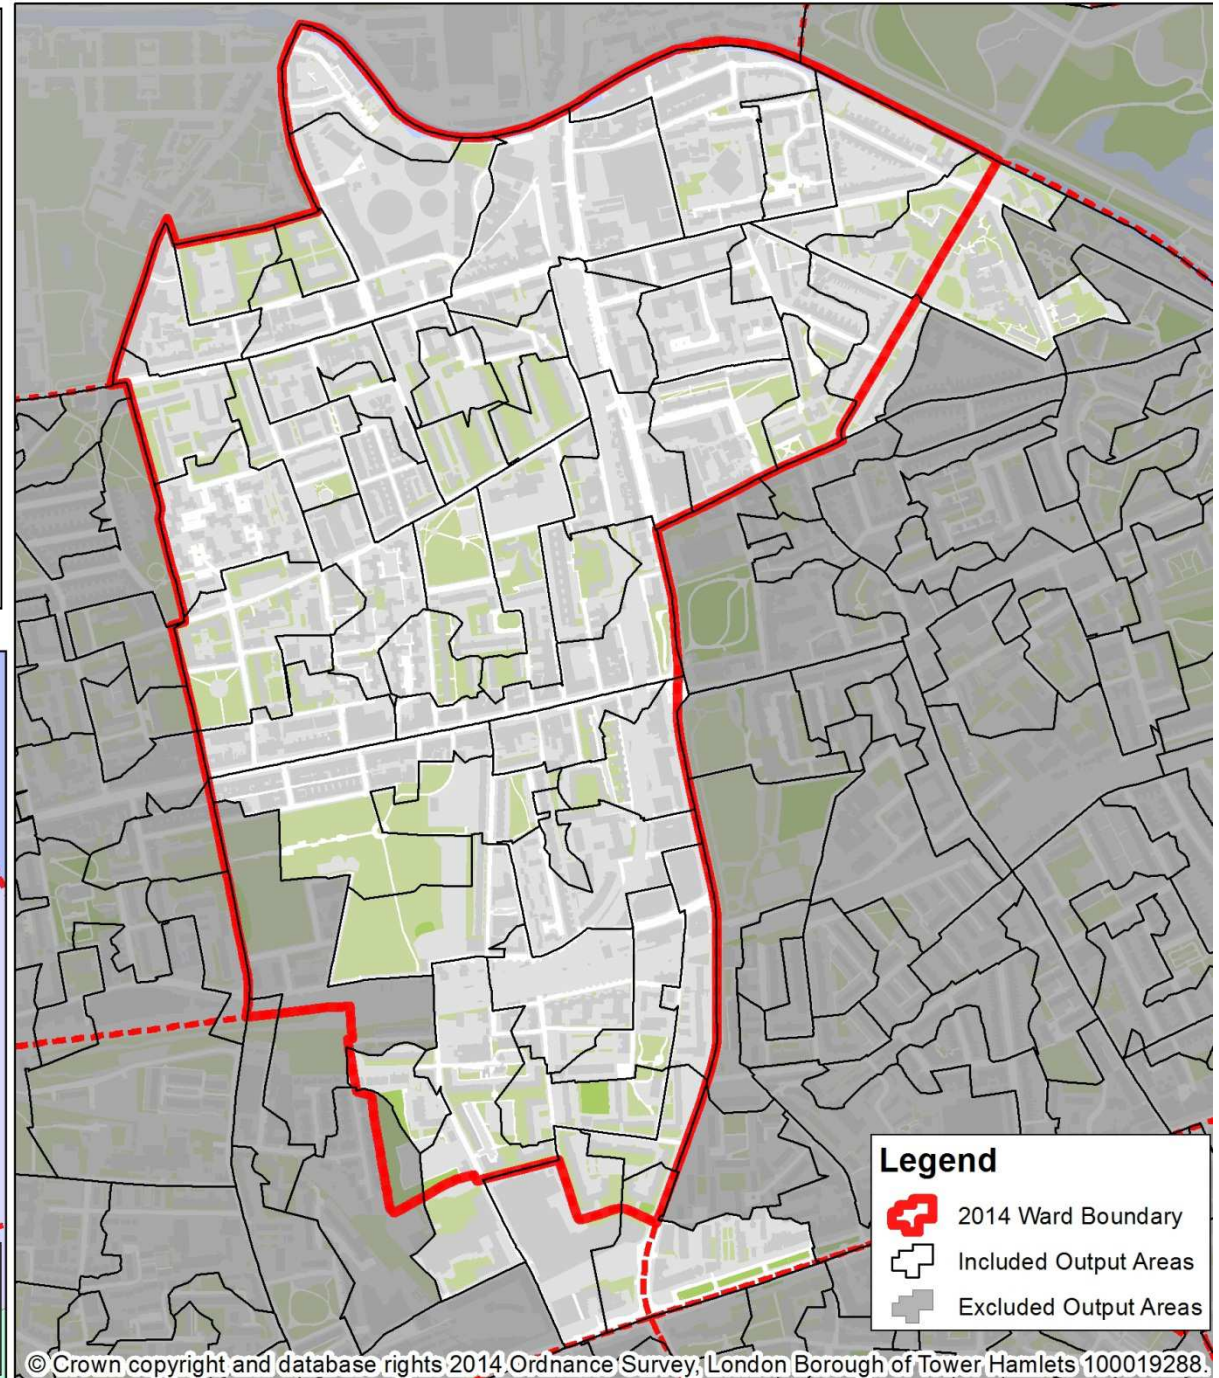 Legend
2014 Ward Boundary
Included Output Areas
Excluded Output Areas
© Crown copyright and database rights 2014 Ordnance Survey, London Borough of Tower Hamlets 100019288.